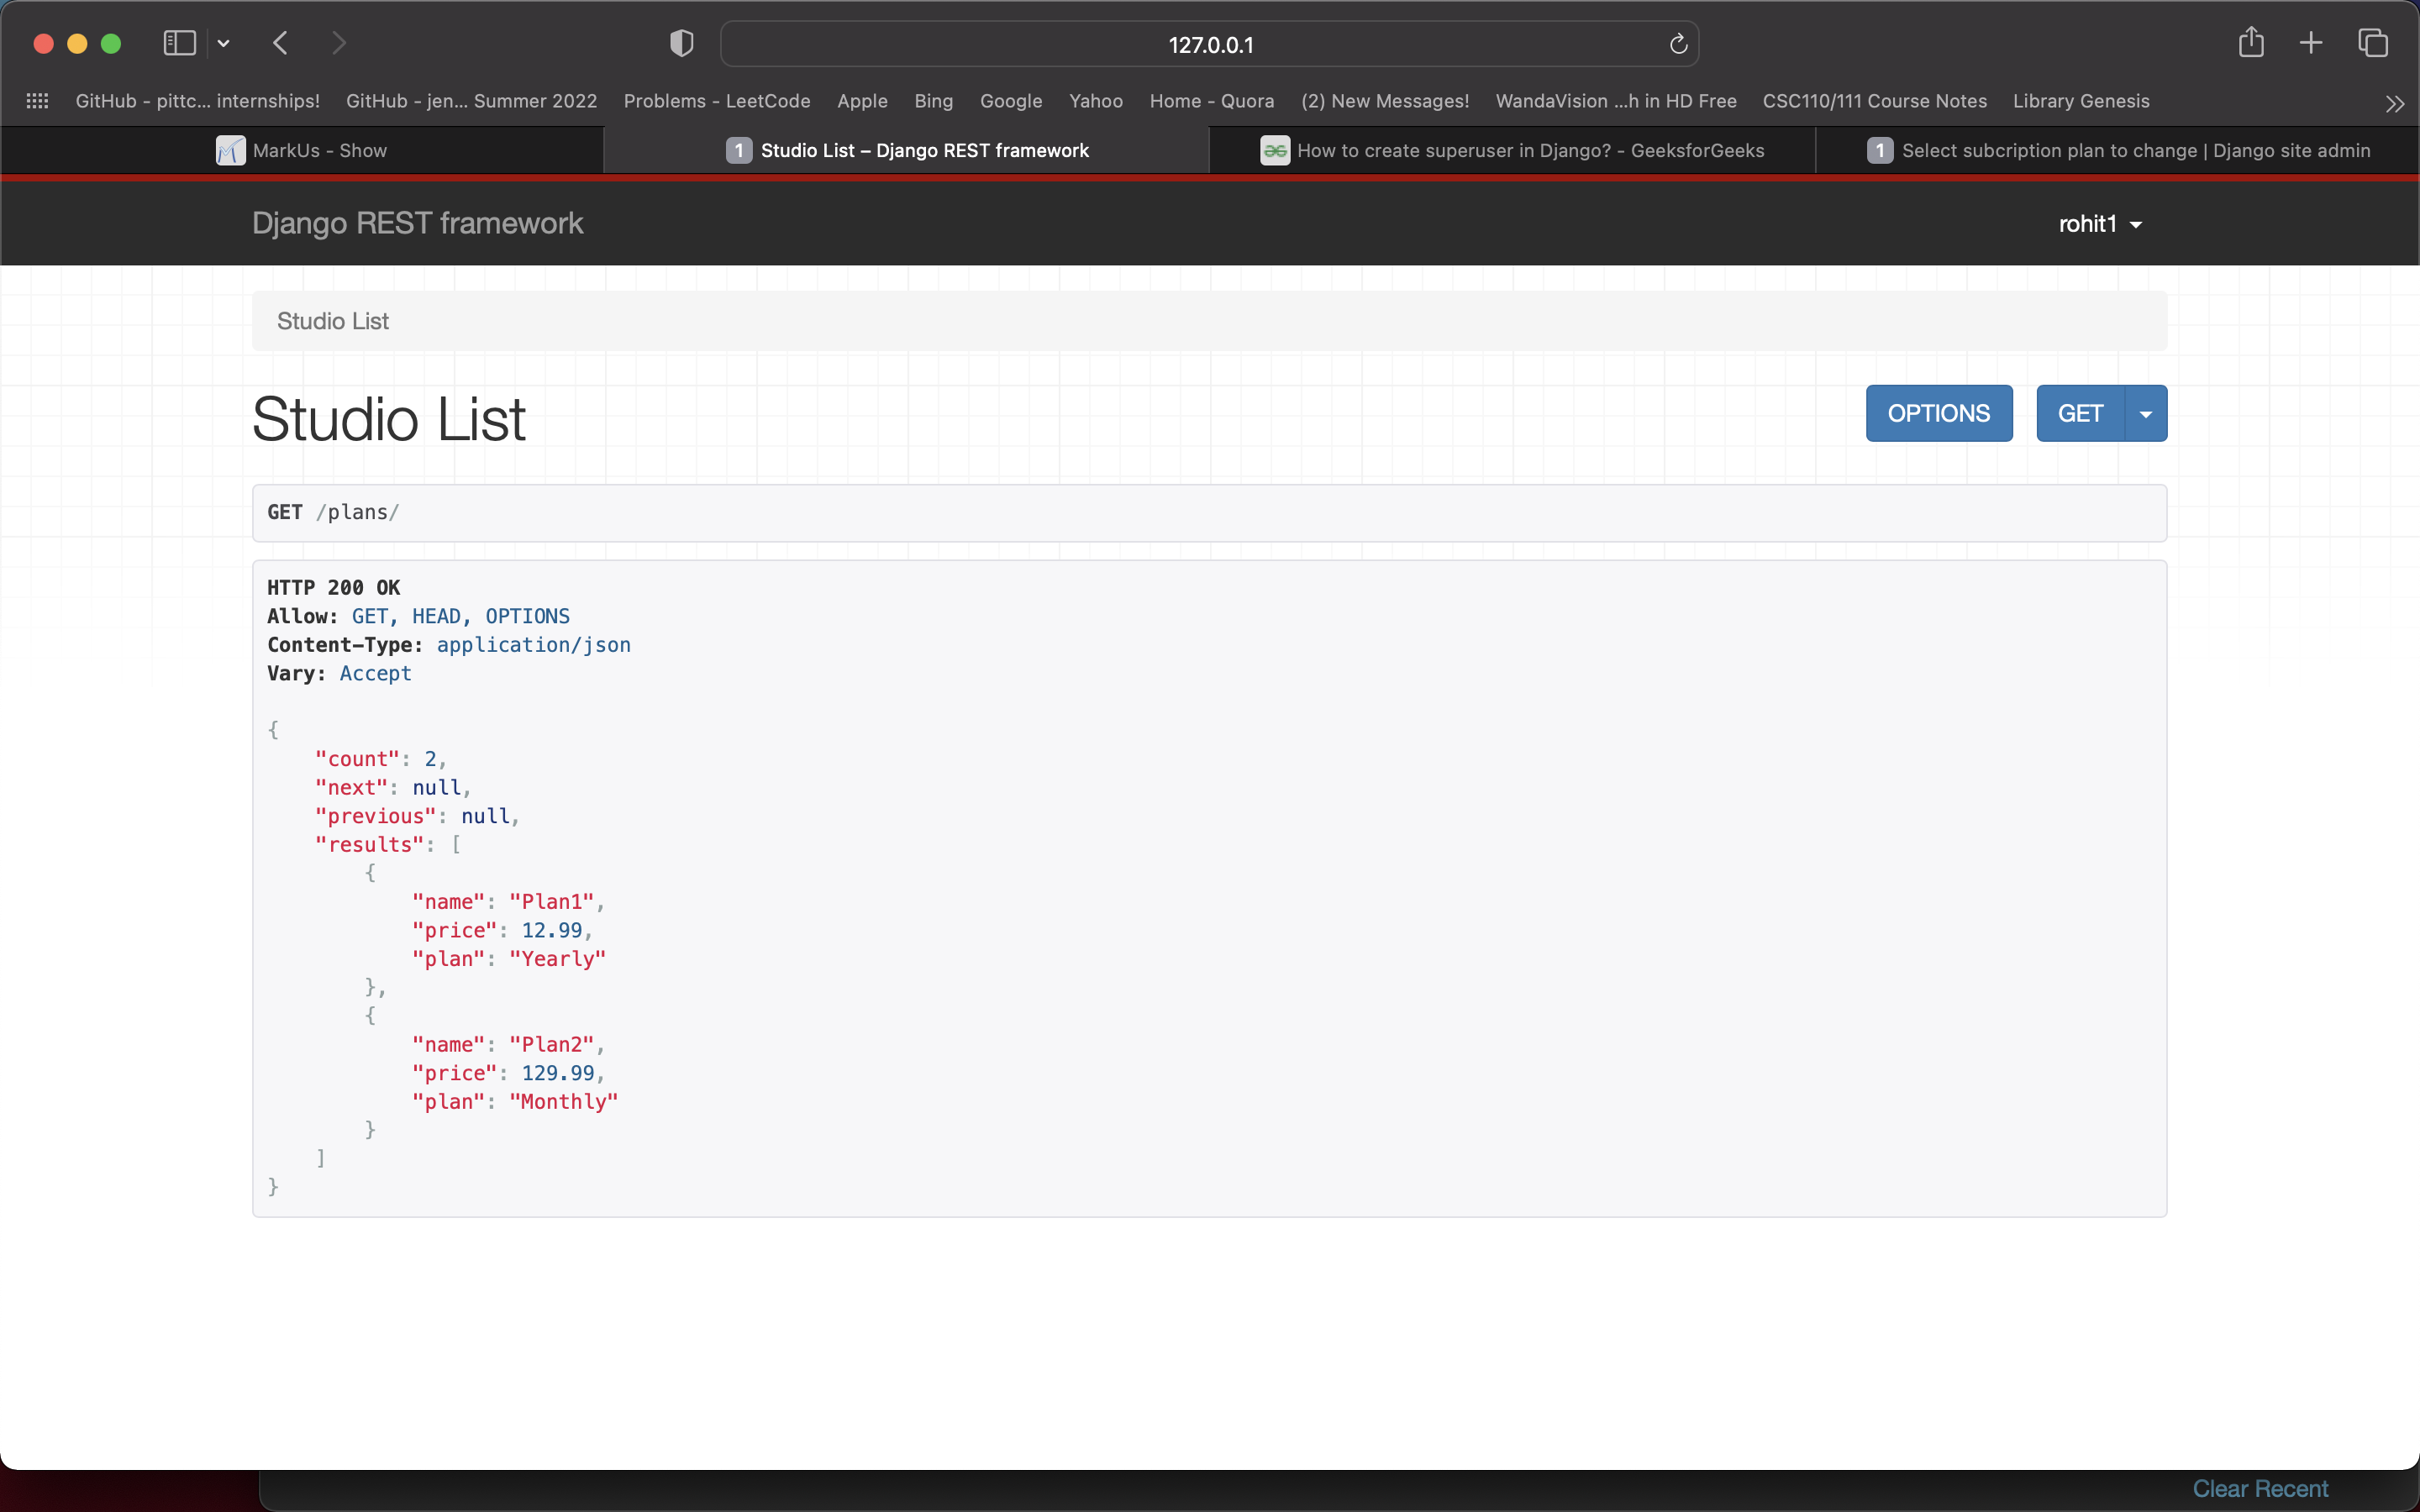 127.0.0.1
GitHub - pittc... internships! GitHub - jen... Summer 2022 Problems - LeetCode Apple Bing Google Yahoo Home - Quora (2) New Messages! WandaVision ...h in HD Free CSC110/111 Course Notes Library Genesis
MarkUs - Show 1 Studio List – Django REST framework How to create superuser in Django? - GeeksforGeeks 1 Select subcription plan to change | Django site admin
Django REST framework rohit1
Studio List
Studio List OPTIONS GET
GET /plans/
HTTP 200 OK
Allow: GET, HEAD, OPTIONS
Content-Type: application/json
Vary: Accept
{
"count": 2,
"next": null,
"previous": null,
"results": [
{
"name": "Plan1",
"price": 12.99,
"plan": "Yearly"
},
{
"name": "Plan2",
"price": 129.99,
"plan": "Monthly"
}
]
}
Clear Recent